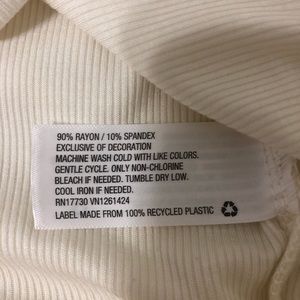 90% RAYON / 10% SPANDEX
EXCLUSIVE OF DECORATION
MACHINE WASH COLD WITH LIKE COLORS.
GENTLE CYCLE. ONLY NON-CHLORINE
BLEACH IF NEEDED. TUMBLE DRY LOW.
COOL IRON IF NEEDED.
RN17730 VN1261424
LABEL MADE FROM 100% RECYCLED PLASTIC